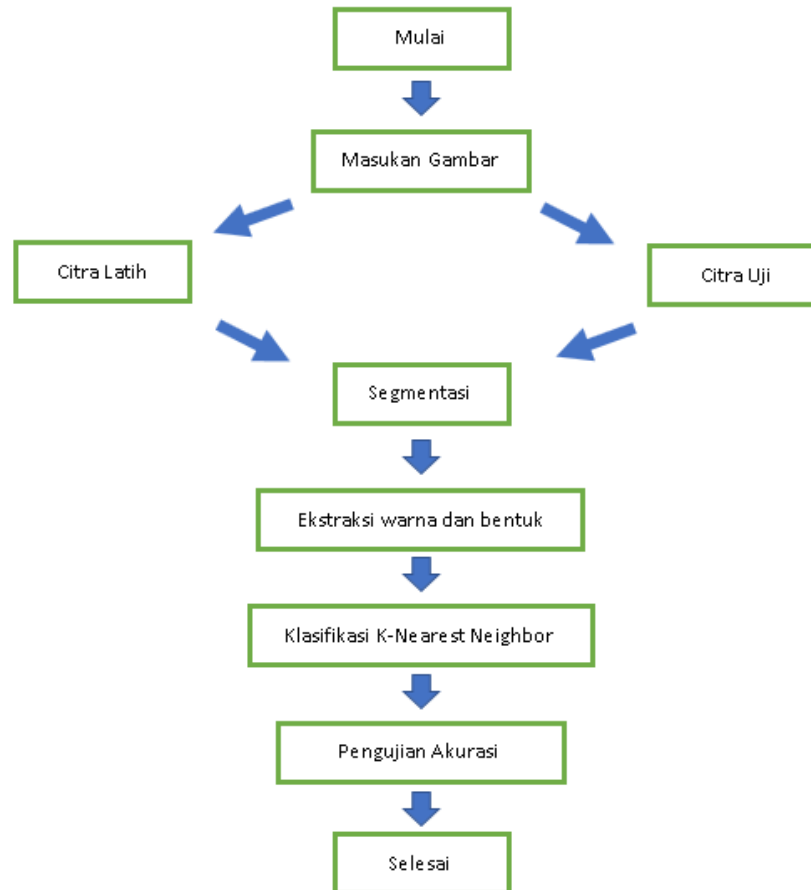 Mulai
Masukan Gambar
Citra Latih
Citra Uji
Segmentasi
Ekstraksi warna dan bentuk
Klasifikasi K-Nearest Neighbor
Pengujian Akurasi
Selesai